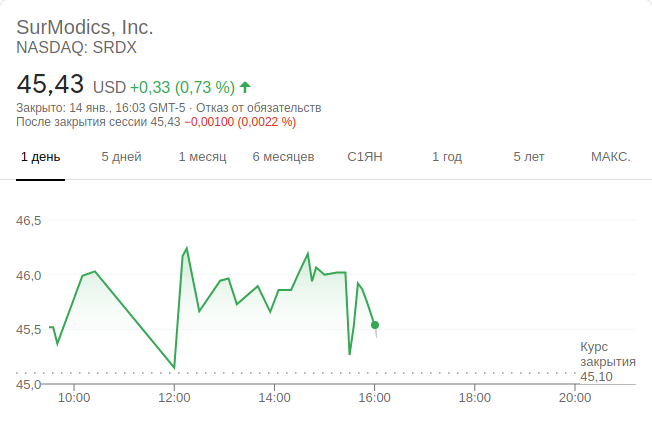 SurModics, Inc.
NASDAQ: SRDX
45,43 USD +0,33 (0,73 %)
Закрыто: 14 янв., 16:03 GMT-5 · Отказ от обязательств
После закрытия сессии 45,43 −0,00100 (0,0022 %)
1 день 5 дней 1 месяц 6 месяцев С1ЯН 1 год 5 лет МАКС.
46,5
46,0
45,5
Курс
закрытия
45,10
45,0
10:00 12:00 14:00 16:00 18:00 20:00